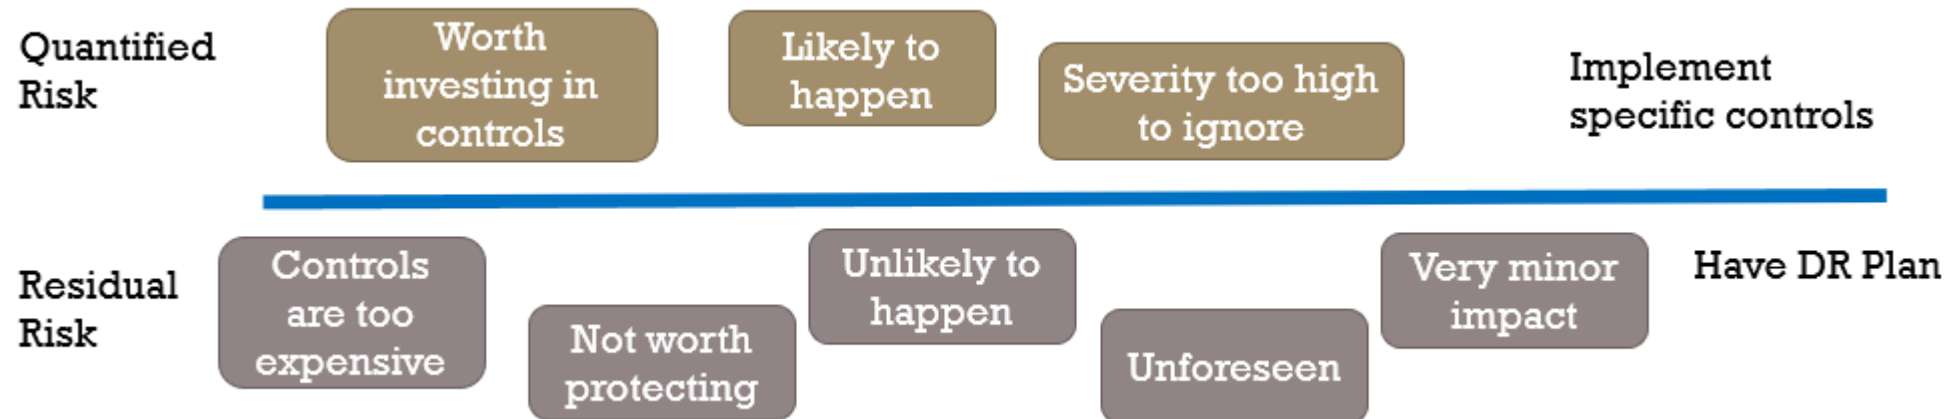 Quantified
Risk
Worth
investing in
controls
Likely to
happen
Severity too high
to ignore
Implement
specific controls
Residual
Risk
Controls
are too
expensive
Not worth
protecting
Unlikely to
happen
Unforeseen
Very minor
impact
Have DR Plan